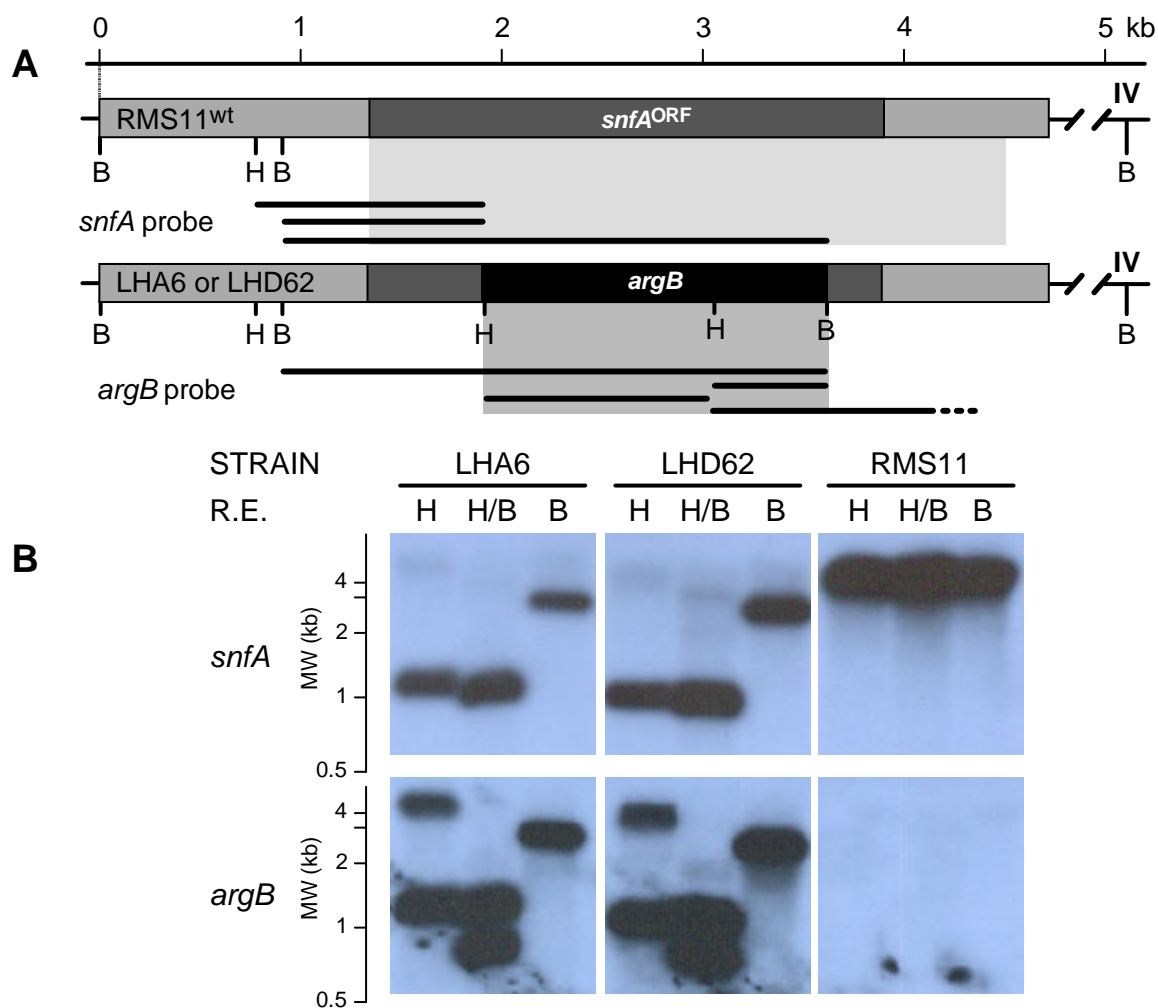 0 1 2 3 4 5 kb
A
IV
RMS11wt snfAORF
B H B B
snfA probe
IV
LHA6 or LHD62 argB
B H B H H B B
argB probe
STRAIN LHA6 LHD62 RMS11
R.E. H H/B B H H/B B H H/B B
B
4
2
1
0.5
MW (kb)
snfA
4
2
1
0.5
MW (kb)
argB